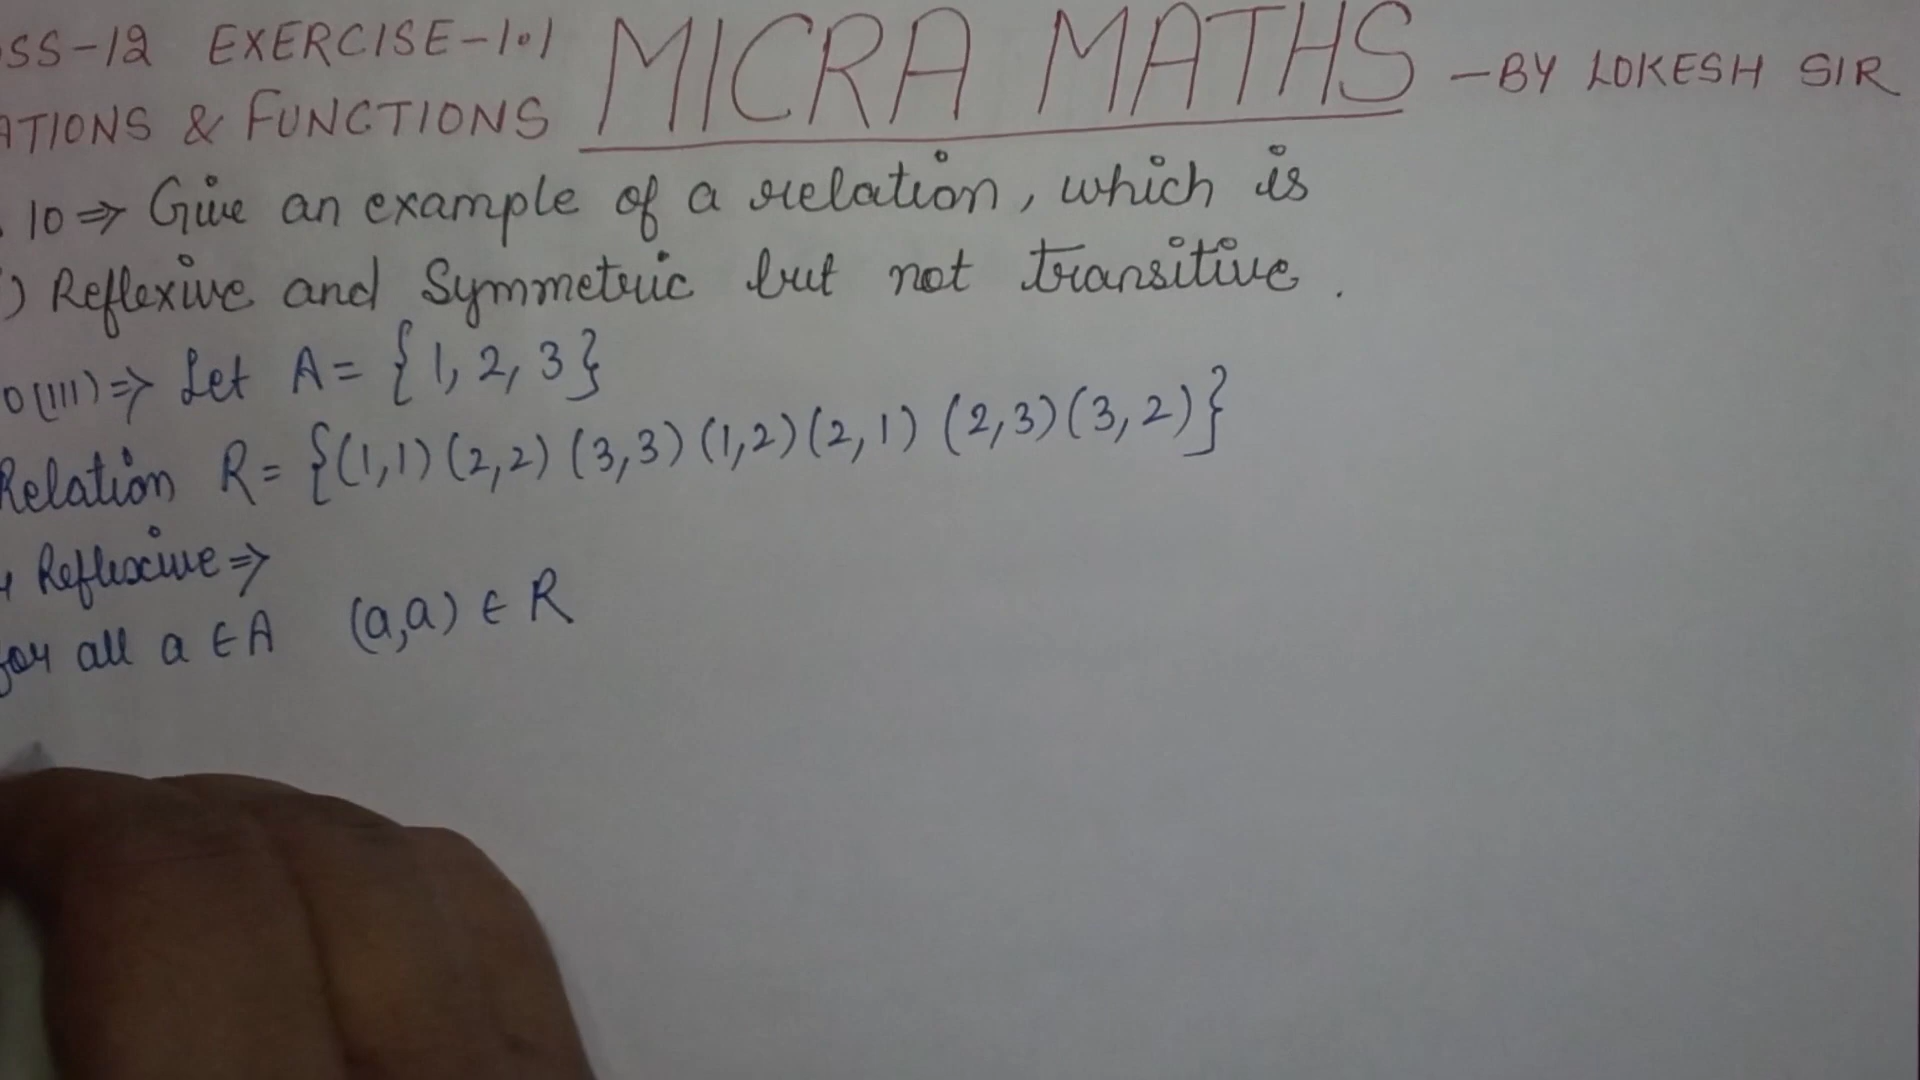 SS-12 EXERCISE-1.1 MICRA MATHS - BY LOKESH SIR
ATIONS & FUNCTIONS
10⇒ Give an example of a relation, which is
) Reflexive and Symmetric but not transitive.
0(111)⇒ Let A= {1, 2, 3}
Relation R= {(1,1) (2,2) (3,3) (1,2) (2,1) (2,3) (3,2)}
Reflexive ⇒
for all a ∈ A (a,a) ∈ R